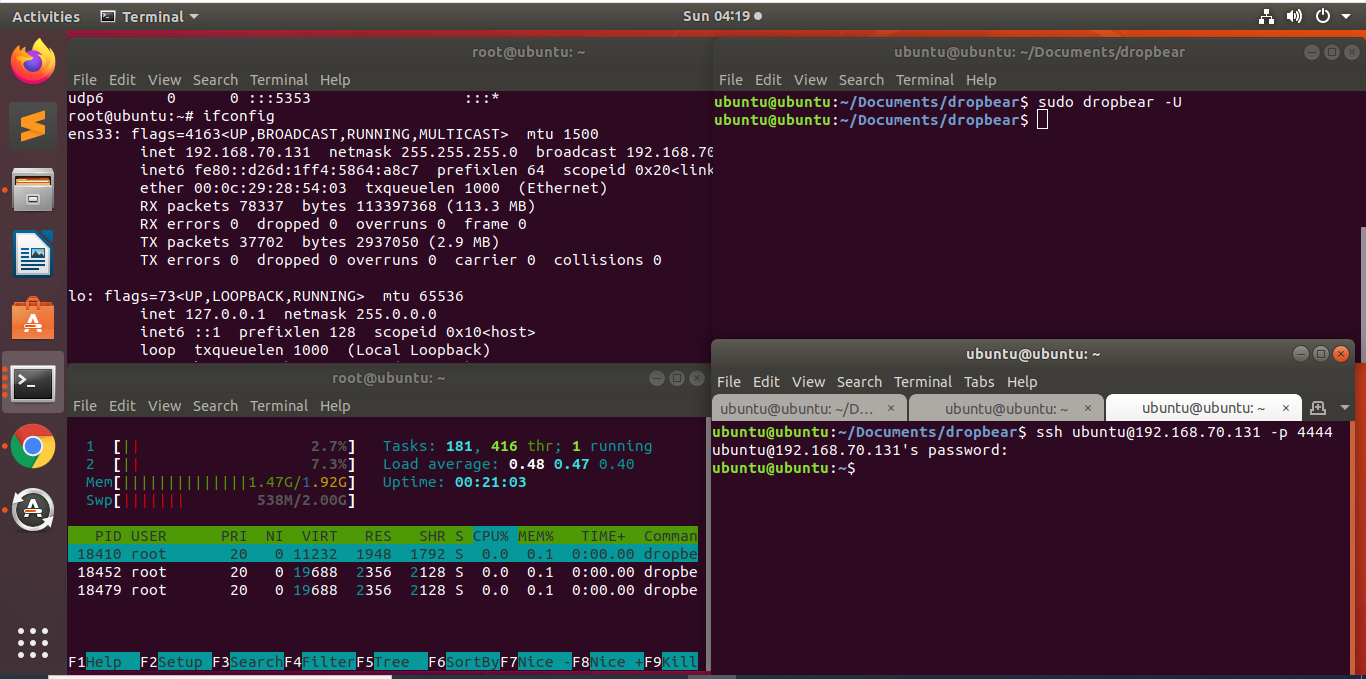 Activities Terminal Sun 04:19
root@ubuntu: ~
File Edit View Search Terminal Help
udp6 0 0 :::5353 :::*
root@ubuntu:~# ifconfig
ens33: flags=4163<UP,BROADCAST,RUNNING,MULTICAST> mtu 1500
inet 192.168.70.131 netmask 255.255.255.0 broadcast 192.168.70
inet6 fe80::d26d:1ff4:5864:a8c7 prefixlen 64 scopeid 0x20<link
ether 00:0c:29:28:54:03 txqueuelen 1000 (Ethernet)
RX packets 78337 bytes 113397368 (113.3 MB)
RX errors 0 dropped 0 overruns 0 frame 0
TX packets 37702 bytes 2937050 (2.9 MB)
TX errors 0 dropped 0 overruns 0 carrier 0 collisions 0
lo: flags=73<UP,LOOPBACK,RUNNING> mtu 65536
inet 127.0.0.1 netmask 255.0.0.0
inet6 ::1 prefixlen 128 scopeid 0x10<host>
loop txqueuelen 1000 (Local Loopback)
ubuntu@ubuntu: ~/Documents/dropbear
File Edit View Search Terminal Help
ubuntu@ubuntu:~/Documents/dropbear$ sudo dropbear -U
ubuntu@ubuntu:~/Documents/dropbear$
root@ubuntu: ~
File Edit View Search Terminal Help
1 [|| 2.7%] Tasks: 181, 416 thr; 1 running
2 [|| 7.3%] Load average: 0.48 0.47 0.40
Mem[||||||||||||||1.47G/1.92G] Uptime: 00:21:03
Swp[||||||| 538M/2.00G]
PID USER PRI NI VIRT RES SHR S CPU% MEM% TIME+ Comman
18410 root 20 0 11232 1948 1792 S 0.0 0.1 0:00.00 dropbe
18452 root 20 0 19688 2356 2128 S 0.0 0.1 0:00.00 dropbe
18479 root 20 0 19688 2356 2128 S 0.0 0.1 0:00.00 dropbe
F1Help F2Setup F3SearchF4FilterF5Tree F6SortByF7Nice -F8Nice +F9Kill
ubuntu@ubuntu: ~
File Edit View Search Terminal Tabs Help
ubuntu@ubuntu: ~/D... × ubuntu@ubuntu: ~ × ubuntu@ubuntu: ~ ×
ubuntu@ubuntu:~/Documents/dropbear$ ssh ubuntu@192.168.70.131 -p 4444
ubuntu@192.168.70.131's password:
ubuntu@ubuntu:~$